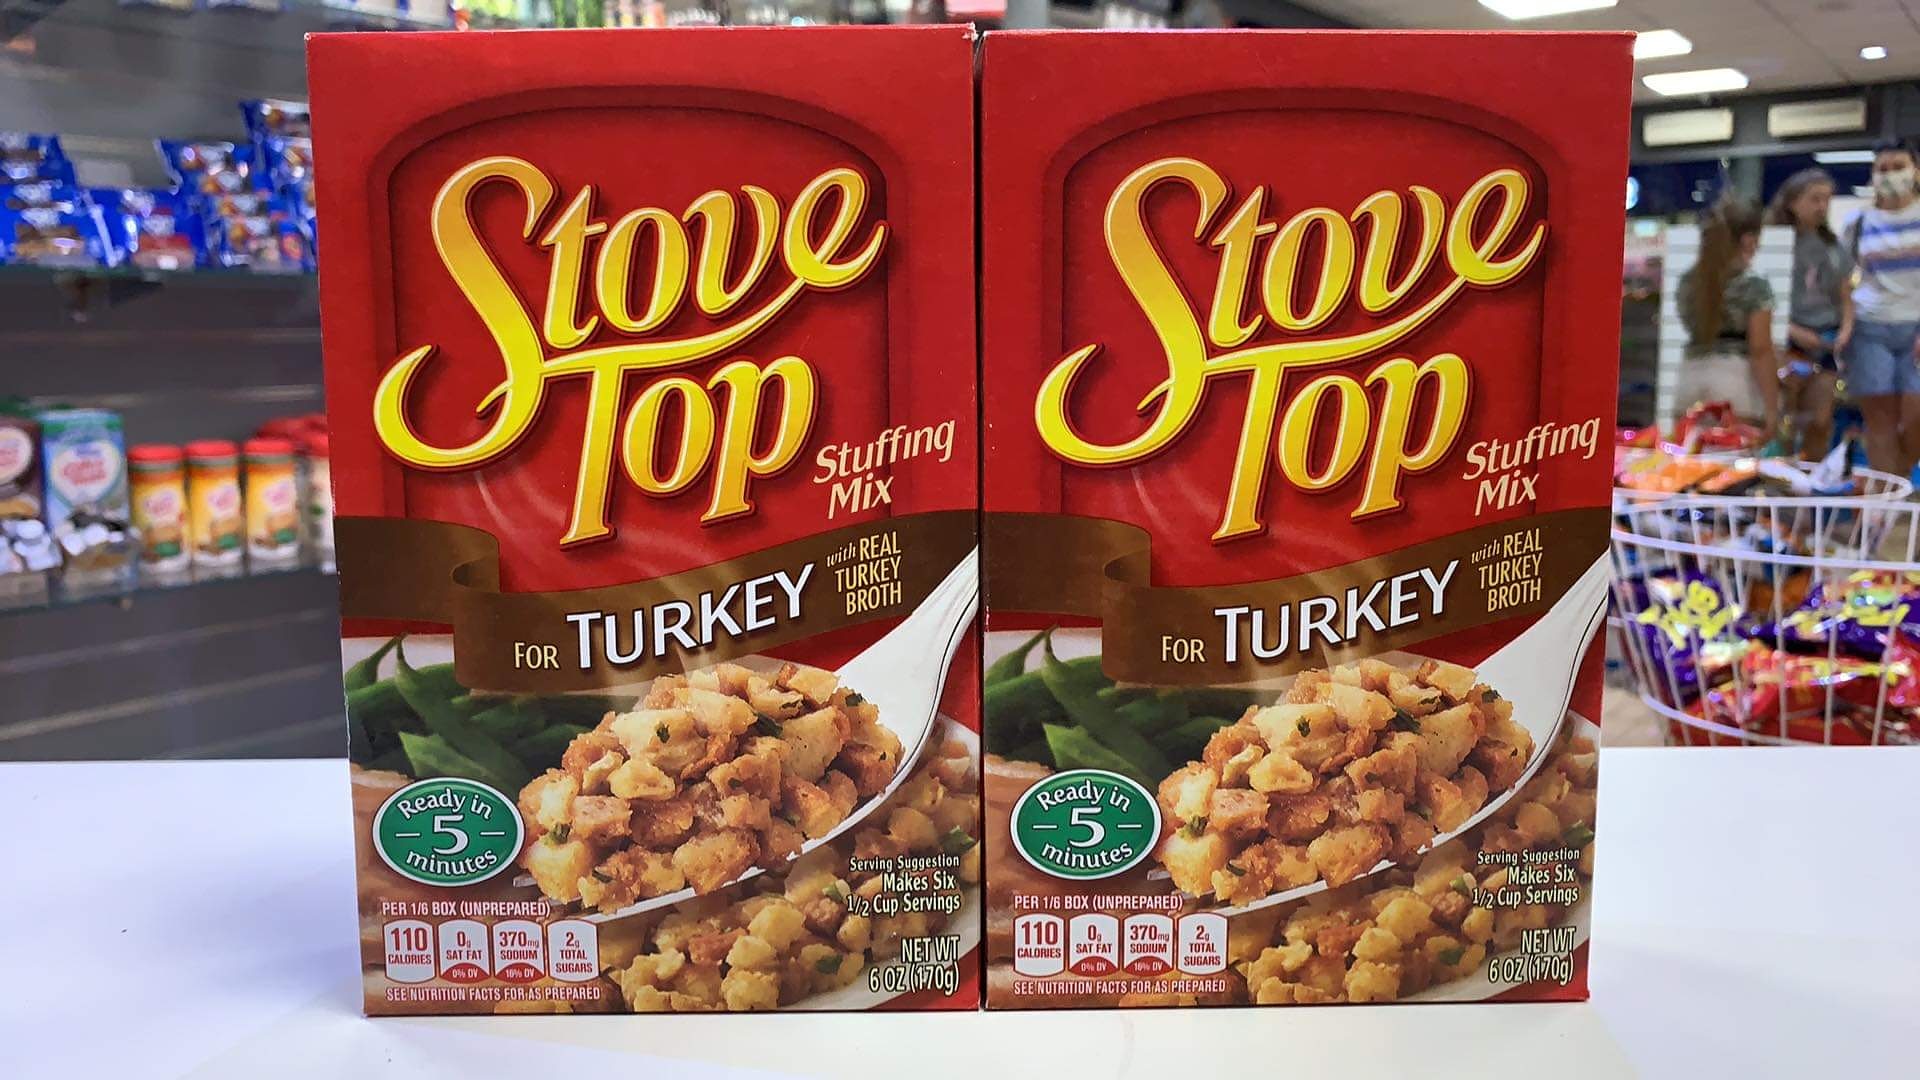 Stove
Top
Stuffing
Mix
FOR TURKEY
with REAL
TURKEY
BROTH
Ready in
5
minutes
Serving Suggestion
Makes Six
1/2 Cup Servings
PER 1/6 BOX (UNPREPARED)
110 CALORIES
0g SAT FAT 0% DV
370mg SODIUM 16% DV
2g TOTAL SUGARS
SEE NUTRITION FACTS FOR AS PREPARED
NET WT
6 OZ (170g)
Stove
Top
Stuffing
Mix
FOR TURKEY
with REAL
TURKEY
BROTH
Ready in
5
minutes
Serving Suggestion
Makes Six
1/2 Cup Servings
PER 1/6 BOX (UNPREPARED)
110 CALORIES
0g SAT FAT 0% DV
370mg SODIUM 16% DV
2g TOTAL SUGARS
SEE NUTRITION FACTS FOR AS PREPARED
NET WT
6 OZ (170g)